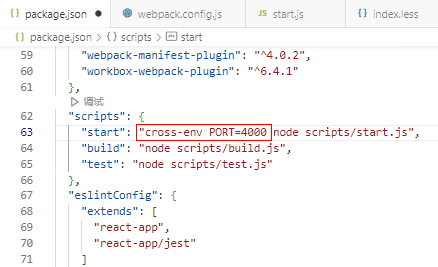 package.json ● webpack.config.js JS start.js index.less
package.json > {} scripts > start
59 "webpack-manifest-plugin": "^4.0.2",
60 "workbox-webpack-plugin": "^6.4.1"
61 },
调试
62 "scripts": {
63 "start": "cross-env PORT=4000 node scripts/start.js",
64 "build": "node scripts/build.js",
65 "test": "node scripts/test.js"
66 },
67 "eslintConfig": {
68 "extends": [
69 "react-app",
70 "react-app/jest"
71 ]